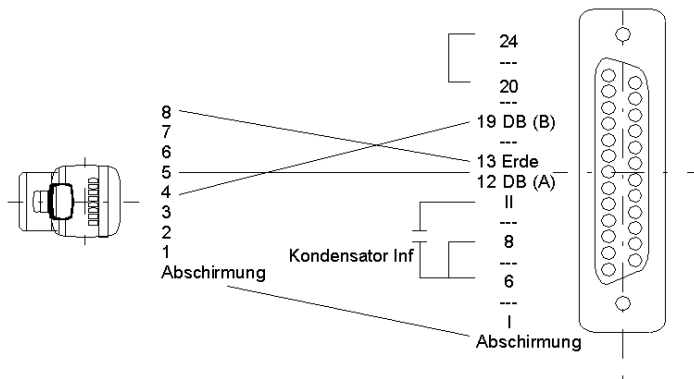 8
7
6
5
4
3
2
1
Abschirmung
Kondensator Inf
24
---
20
---
19 DB (B)
---
13 Erde
12 DB (A)
II
---
8
---
6
---
I
Abschirmung